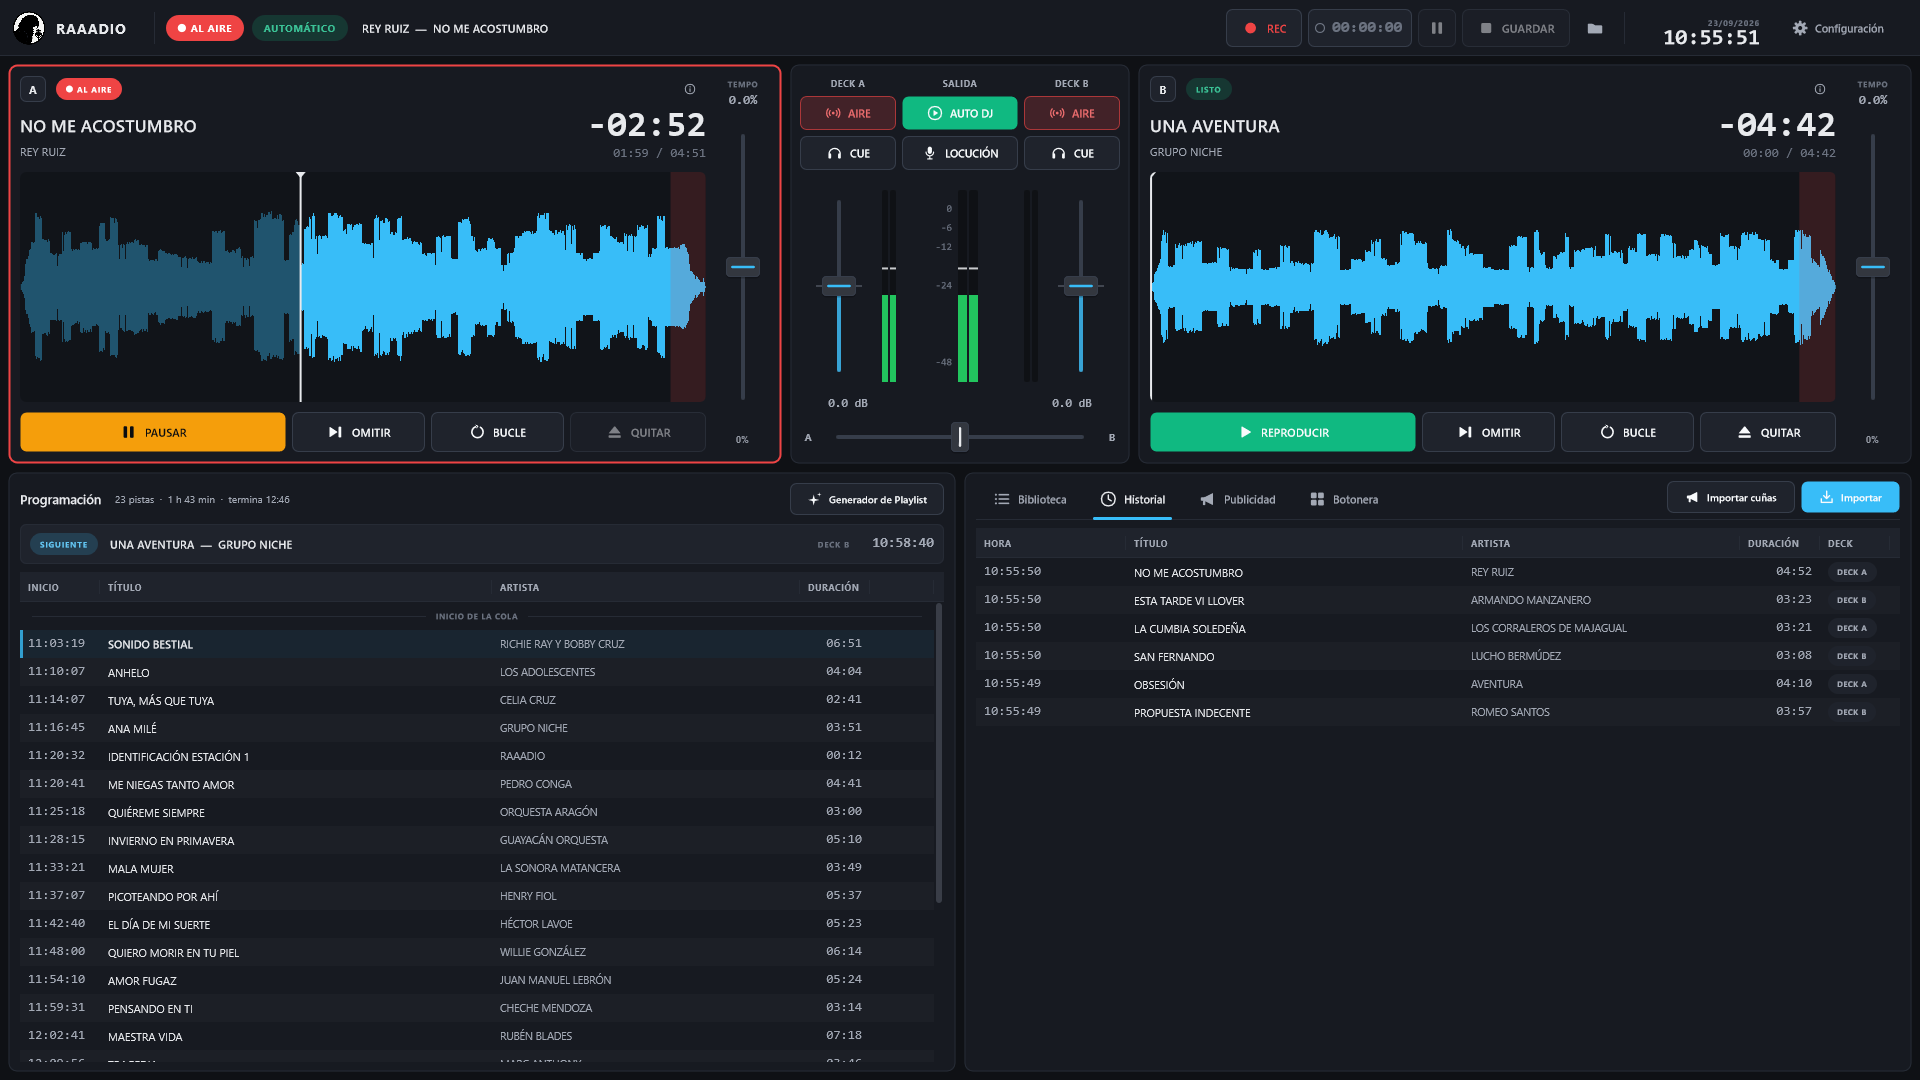 RAAADIO
AL AIRE
AUTOMÁTICO
REY RUIZ — NO ME ACOSTUMBRO
REC
00:00:00
GUARDAR
23/09/2026
10:55:51
Configuración
A
AL AIRE
TEMPO
0.0%
NO ME ACOSTUMBRO
-02:52
REY RUIZ
01:59 / 04:51
PAUSAR
OMITIR
BUCLE
QUITAR
0%
DECK A
SALIDA
DECK B
AIRE
AUTO DJ
AIRE
CUE
LOCUCIÓN
CUE
0
-6
-12
-24
-48
0.0 dB
0.0 dB
A
B
B
LISTO
TEMPO
0.0%
UNA AVENTURA
-04:42
GRUPO NICHE
00:00 / 04:42
REPRODUCIR
OMITIR
BUCLE
QUITAR
0%
Programación
23 pistas · 1 h 43 min · termina 12:46
Generador de Playlist
SIGUIENTE
UNA AVENTURA — GRUPO NICHE
DECK B
10:58:40
INICIO TÍTULO ARTISTA DURACIÓN
INICIO DE LA COLA
11:03:19 SONIDO BESTIAL RICHIE RAY Y BOBBY CRUZ 06:51
11:10:07 ANHELO LOS ADOLESCENTES 04:04
11:14:07 TUYA, MÁS QUE TUYA CELIA CRUZ 02:41
11:16:45 ANA MILÉ GRUPO NICHE 03:51
11:20:32 IDENTIFICACIÓN ESTACIÓN 1 RAAADIO 00:12
11:20:41 ME NIEGAS TANTO AMOR PEDRO CONGA 04:41
11:25:18 QUIÉREME SIEMPRE ORQUESTA ARAGÓN 03:00
11:28:15 INVIERNO EN PRIMAVERA GUAYACÁN ORQUESTA 05:10
11:33:21 MALA MUJER LA SONORA MATANCERA 03:49
11:37:07 PICOTEANDO POR AHÍ HENRY FIOL 05:37
11:42:40 EL DÍA DE MI SUERTE HÉCTOR LAVOE 05:23
11:48:00 QUIERO MORIR EN TU PIEL WILLIE GONZÁLEZ 06:14
11:54:10 AMOR FUGAZ JUAN MANUEL LEBRÓN 05:24
11:59:31 PENSANDO EN TI CHECHE MENDOZA 03:14
12:02:41 MAESTRA VIDA RUBÉN BLADES 07:18
Biblioteca
Historial
Publicidad
Botonera
Importar cuñas
Importar
HORA TÍTULO ARTISTA DURACIÓN DECK
10:55:50 NO ME ACOSTUMBRO REY RUIZ 04:52 DECK A
10:55:50 ESTA TARDE VI LLOVER ARMANDO MANZANERO 03:23 DECK B
10:55:50 LA CUMBIA SOLEDEÑA LOS CORRALEROS DE MAJAGUAL 03:21 DECK A
10:55:50 SAN FERNANDO LUCHO BERMÚDEZ 03:08 DECK B
10:55:49 OBSESIÓN AVENTURA 04:10 DECK A
10:55:49 PROPUESTA INDECENTE ROMEO SANTOS 03:57 DECK B